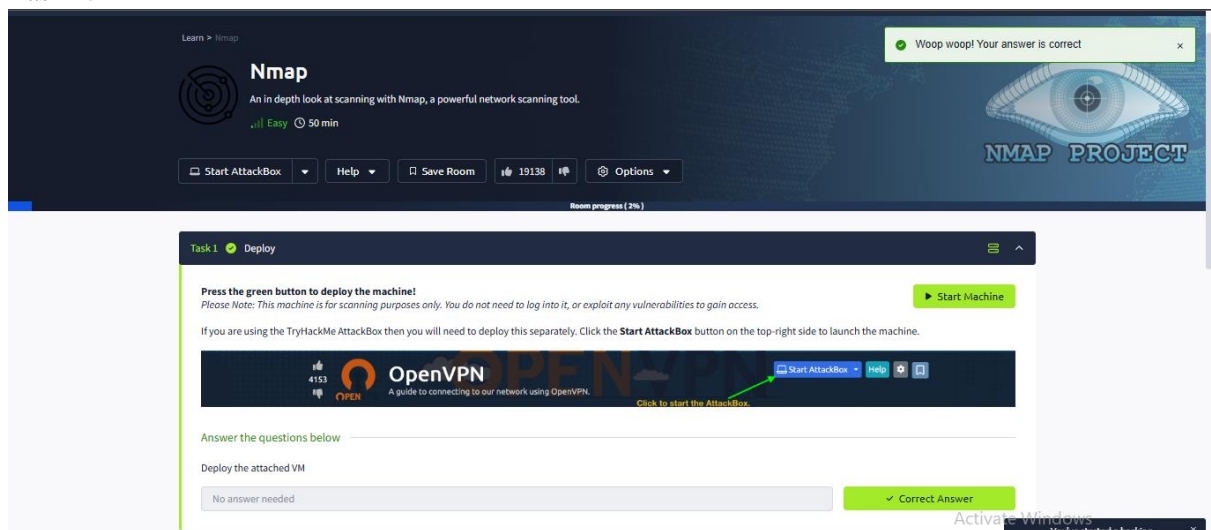 Learn > Nmap
Woop woop! Your answer is correct ×
Nmap
An in depth look at scanning with Nmap, a powerful network scanning tool.
Easy 50 min
NMAP PROJECT
Start AttackBox Help Save Room 19138 Options
Room progress ( 2% )
Task 1 Deploy
Press the green button to deploy the machine!
Please Note: This machine is for scanning purposes only. You do not need to log into it, or exploit any vulnerabilities to gain access.
Start Machine
If you are using the TryHackMe AttackBox then you will need to deploy this separately. Click the Start AttackBox button on the top-right side to launch the machine.
OPENVPN
4153
OPEN
OpenVPN
A guide to connecting to our network using OpenVPN.
Start AttackBox Help
Click to start the AttackBox.
Answer the questions below
Deploy the attached VM
No answer needed
Correct Answer
Activate Windows